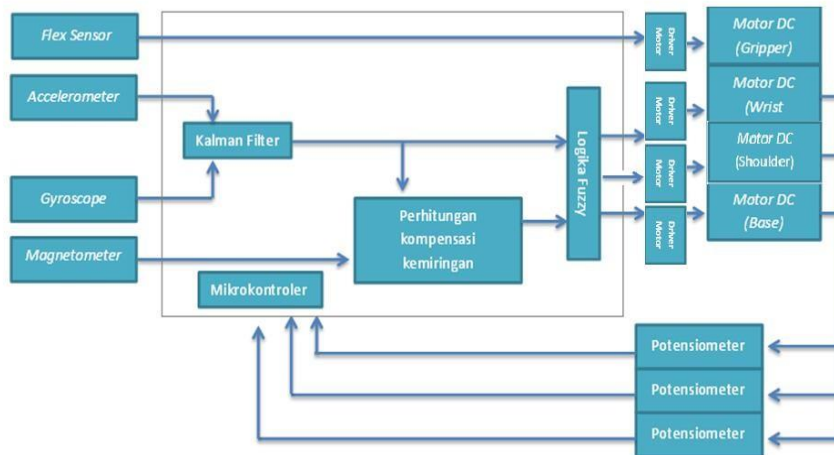 Flex Sensor
Accelerometer
Gyroscope
Magnetometer
Kalman Filter
Perhitungan
kompensasi
kemiringan
Mikrokontroler
Logika Fuzzy
Driver
Motor
Driver
Motor
Driver
Motor
Driver
Motor
Motor DC
(Gripper)
Motor DC
(Wrist
Motor DC
(Shoulder)
Motor DC
(Base)
Potensiometer
Potensiometer
Potensiometer